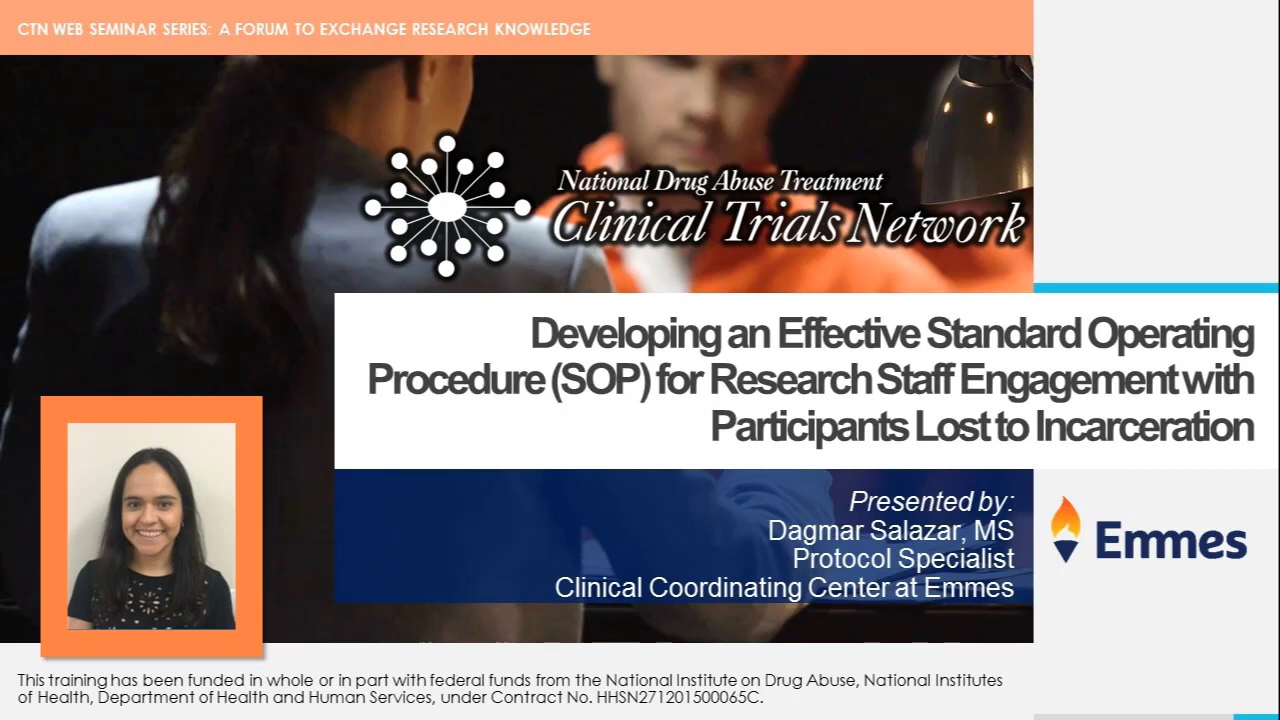 CTN WEB SEMINAR SERIES: A FORUM TO EXCHANGE RESEARCH KNOWLEDGE
National Drug Abuse Treatment
Clinical Trials Network
Developing an Effective Standard Operating
Procedure (SOP) for Research Staff Engagement with
Participants Lost to Incarceration
Presented by:
Dagmar Salazar, MS
Protocol Specialist
Clinical Coordinating Center at Emmes
Emmes
This training has been funded in whole or in part with federal funds from the National Institute on Drug Abuse, National Institutes
of Health, Department of Health and Human Services, under Contract No. HHSN271201500065C.